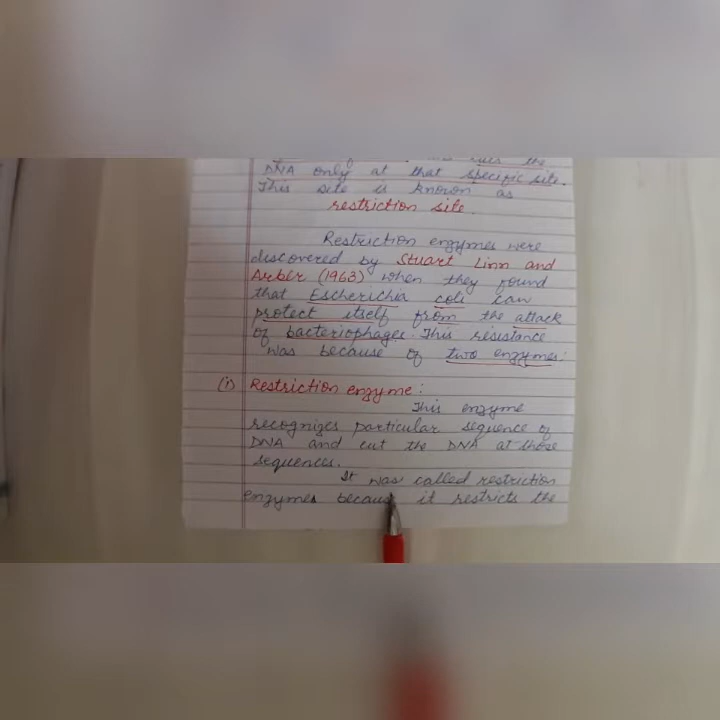 the
DNA only at that specific site.
This site is known as
restriction site.
Restriction enzymes were
discovered by Stuart Linn and
Arber (1963) when they found
that Escherichia coli can
protect itself from the attack
of bacteriophages. This resistance
was because of two enzymes:
(i) Restriction enzyme:
This enzyme
recognizes particular sequence of
DNA and cut the DNA at those
sequences.
It was called restriction
enzymes because it restricts the